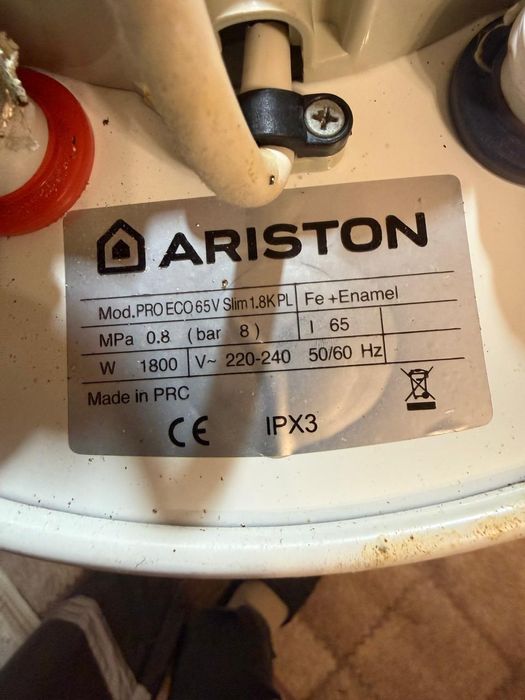 ARISTON
Mod. PRO ECO 65 V Slim 1.8K PL Fe +Enamel
MPa 0.8 ( bar 8 ) l 65
W 1800 V~ 220-240 50/60 Hz
Made in PRC
CE IPX3